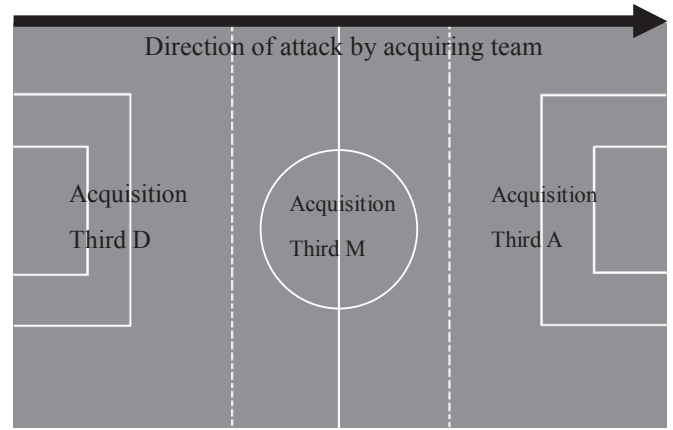 Direction of attack by acquiring team
Acquisition
Third D
Acquisition
Third M
Acquisition
Third A